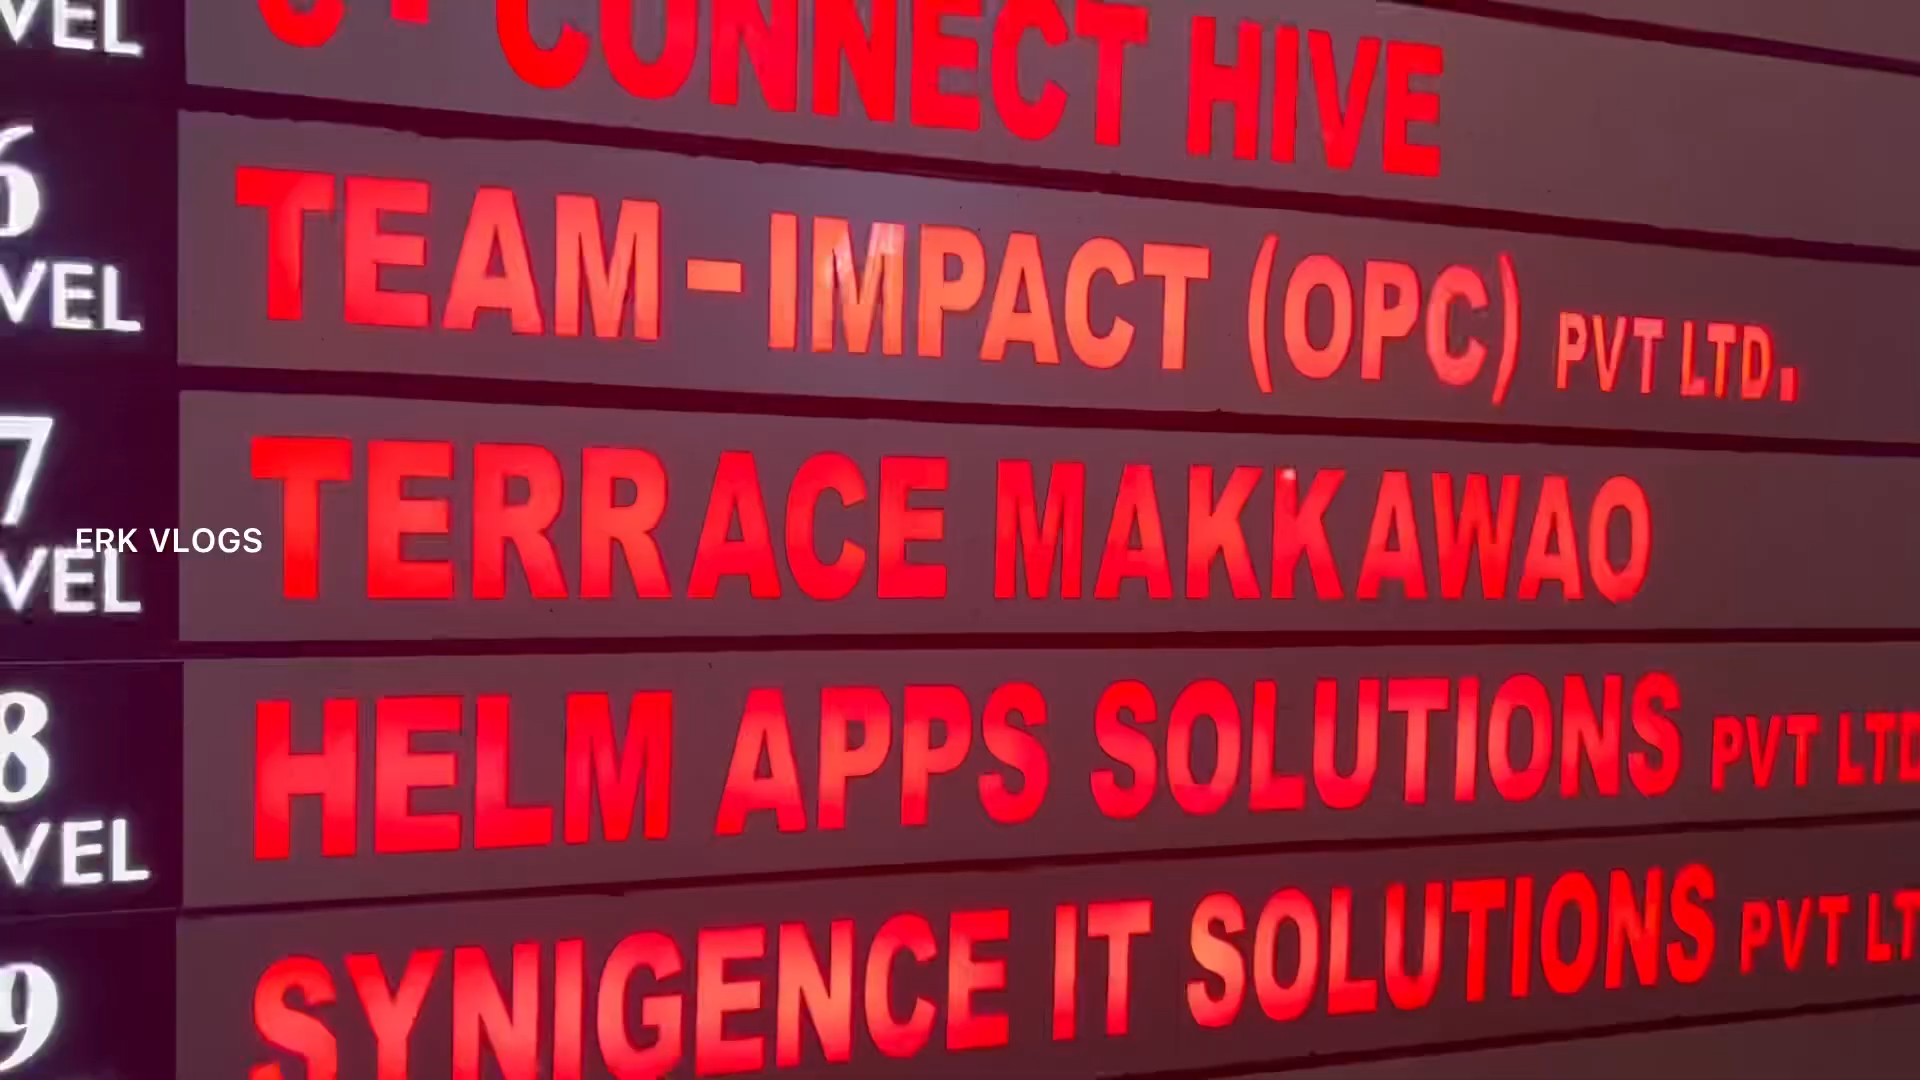 VEL CONNECT HIVE
6 VEL TEAM-IMPACT (OPC) PVT LTD.
7 VEL TERRACE MAKKAWAO
ERK VLOGS
8 VEL HELM APPS SOLUTIONS PVT LTD
9 SYNIGENCE IT SOLUTIONS PVT LT